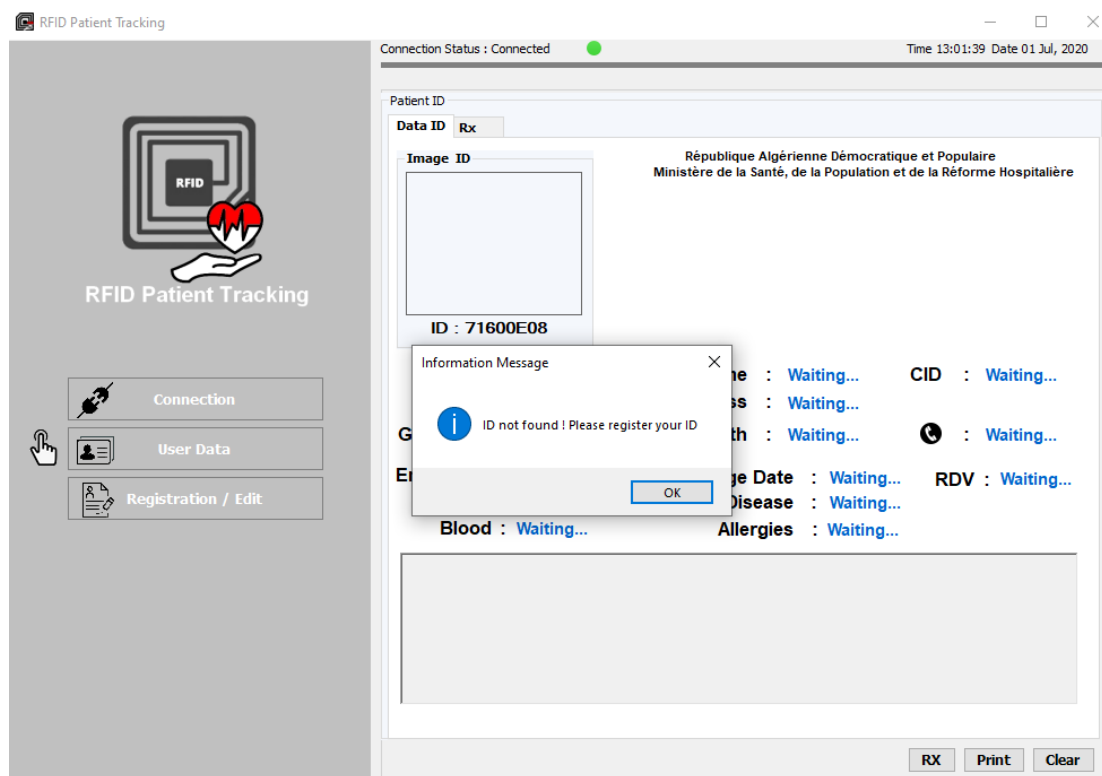 RFID Patient Tracking
Connection Status : Connected
Time 13:01:39 Date 01 Jul, 2020
RFID
RFID Patient Tracking
Connection
User Data
Registration / Edit
Patient ID
Data ID Rx
Image ID
République Algérienne Démocratique et Populaire
Ministère de la Santé, de la Population et de la Réforme Hospitalière
ID : 71600E08
Information Message
ID not found ! Please register your ID
OK
: Waiting... CID : Waiting...
: Waiting...
: Waiting... : Waiting...
Date : Waiting... RDV : Waiting...
Disease : Waiting...
Blood : Waiting... Allergies : Waiting...
RX Print Clear